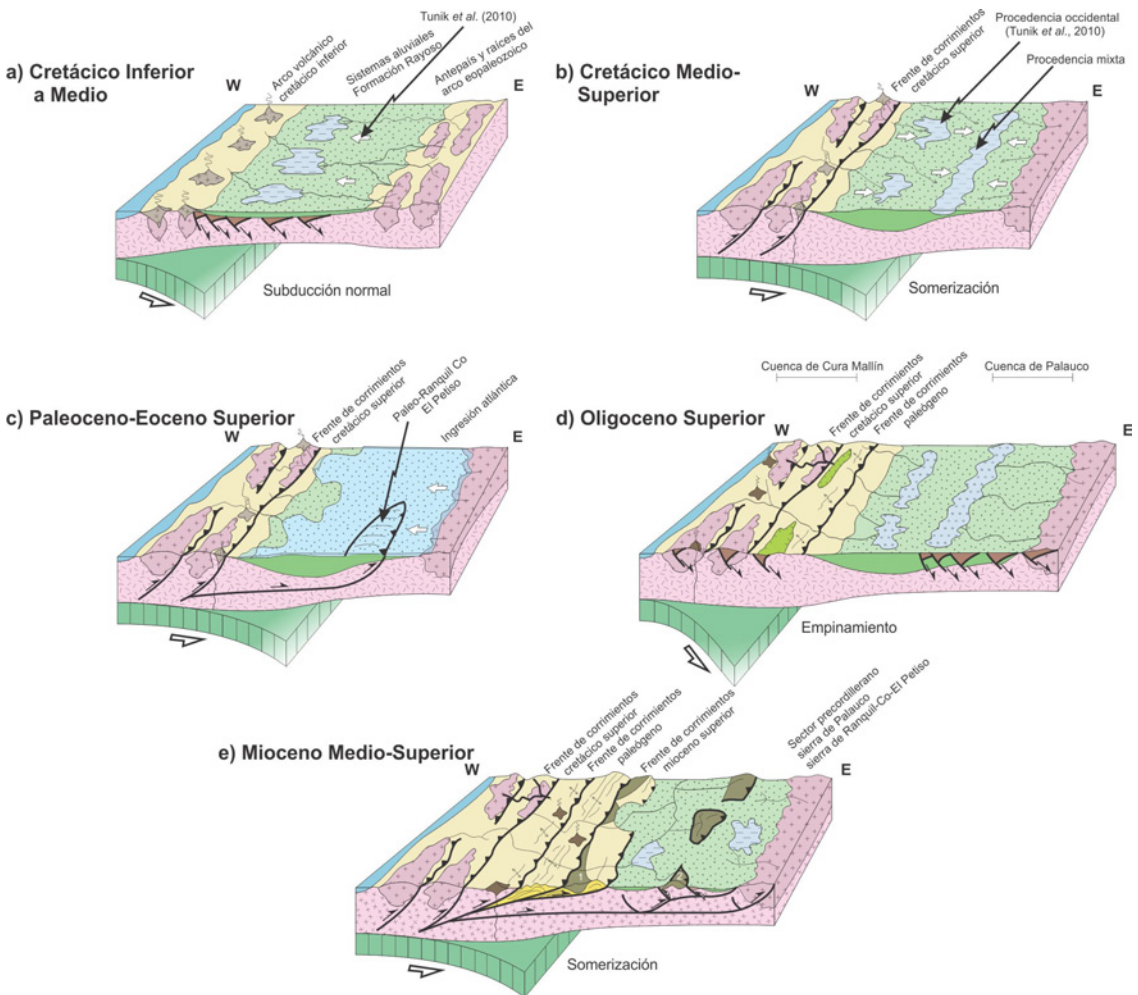 a) Cretácico Inferior
a Medio
W
Arco volcánico
cretácico inferior
Sistemas aluviales
Formación Rayoso
Tunik et al. (2010)
Antepaís y raíces del
arco eopaleozoico
E
Subducción normal
b) Cretácico Medio-
Superior
W
Frente de corrimientos
cretácico superior
Procedencia occidental
(Tunik et al., 2010)
Procedencia mixta
E
Somerización
c) Paleoceno-Eoceno Superior
W
Frente de corrimientos
cretácico superior
Paleo-Ranquil Co
El Petiso
Ingresión atlántica
E
d) Oligoceno Superior
W
Cuenca de Cura Mallín
Frente de corrimientos
cretácico superior
Frente de corrimientos
paleógeno
Cuenca de Palauco
E
Empinamiento
e) Mioceno Medio-Superior
W
Frente de corrimientos
cretácico superior
Frente de corrimientos
paleógeno
Frente de corrimientos
mioceno superior
Sector precordillerano
sierra de Palauco
sierra de Ranquil-Co-El Petiso
E
Somerización